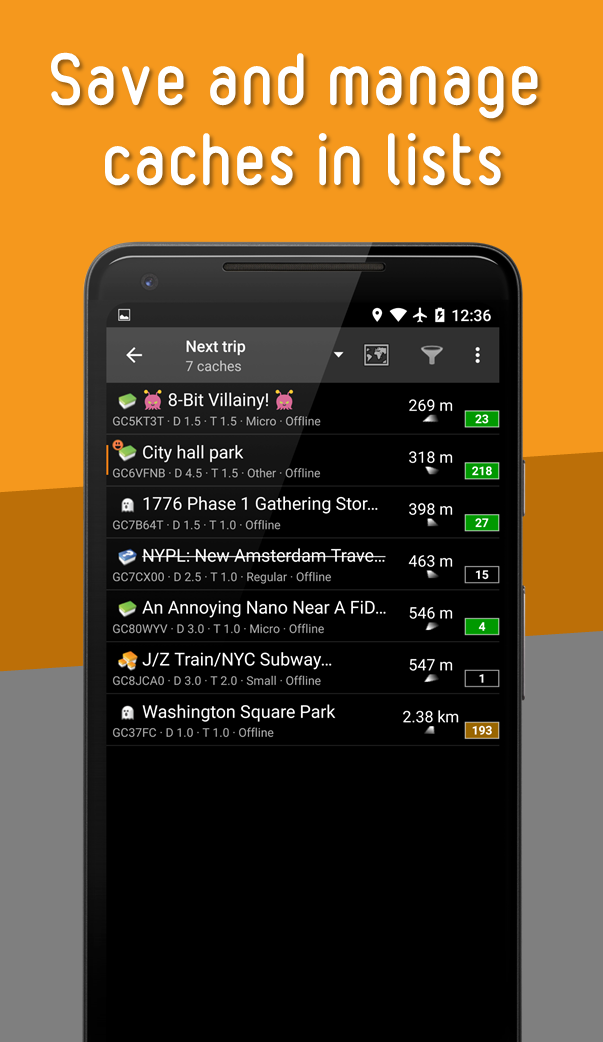 Save and manage
caches in lists
12:36
Next trip
7 caches
8-Bit Villainy!
269 m
23
GC5KT3T · D 1.5 · T 1.5 · Micro · Offline
City hall park
318 m
218
GC6VFNB · D 4.5 · T 1.5 · Other · Offline
1776 Phase 1 Gathering Stor...
398 m
27
GC7B64T · D 1.5 · T 1.0 · Offline
NYPL: New Amsterdam Trave...
463 m
15
GC7CX00 · D 2.5 · T 1.0 · Regular · Offline
An Annoying Nano Near A FiD...
546 m
4
GC80WYV · D 3.0 · T 1.0 · Micro · Offline
J/Z Train/NYC Subway...
547 m
1
GC8JCA0 · D 3.0 · T 2.0 · Small · Offline
Washington Square Park
2.38 km
193
GC37FC · D 1.0 · T 1.0 · Offline